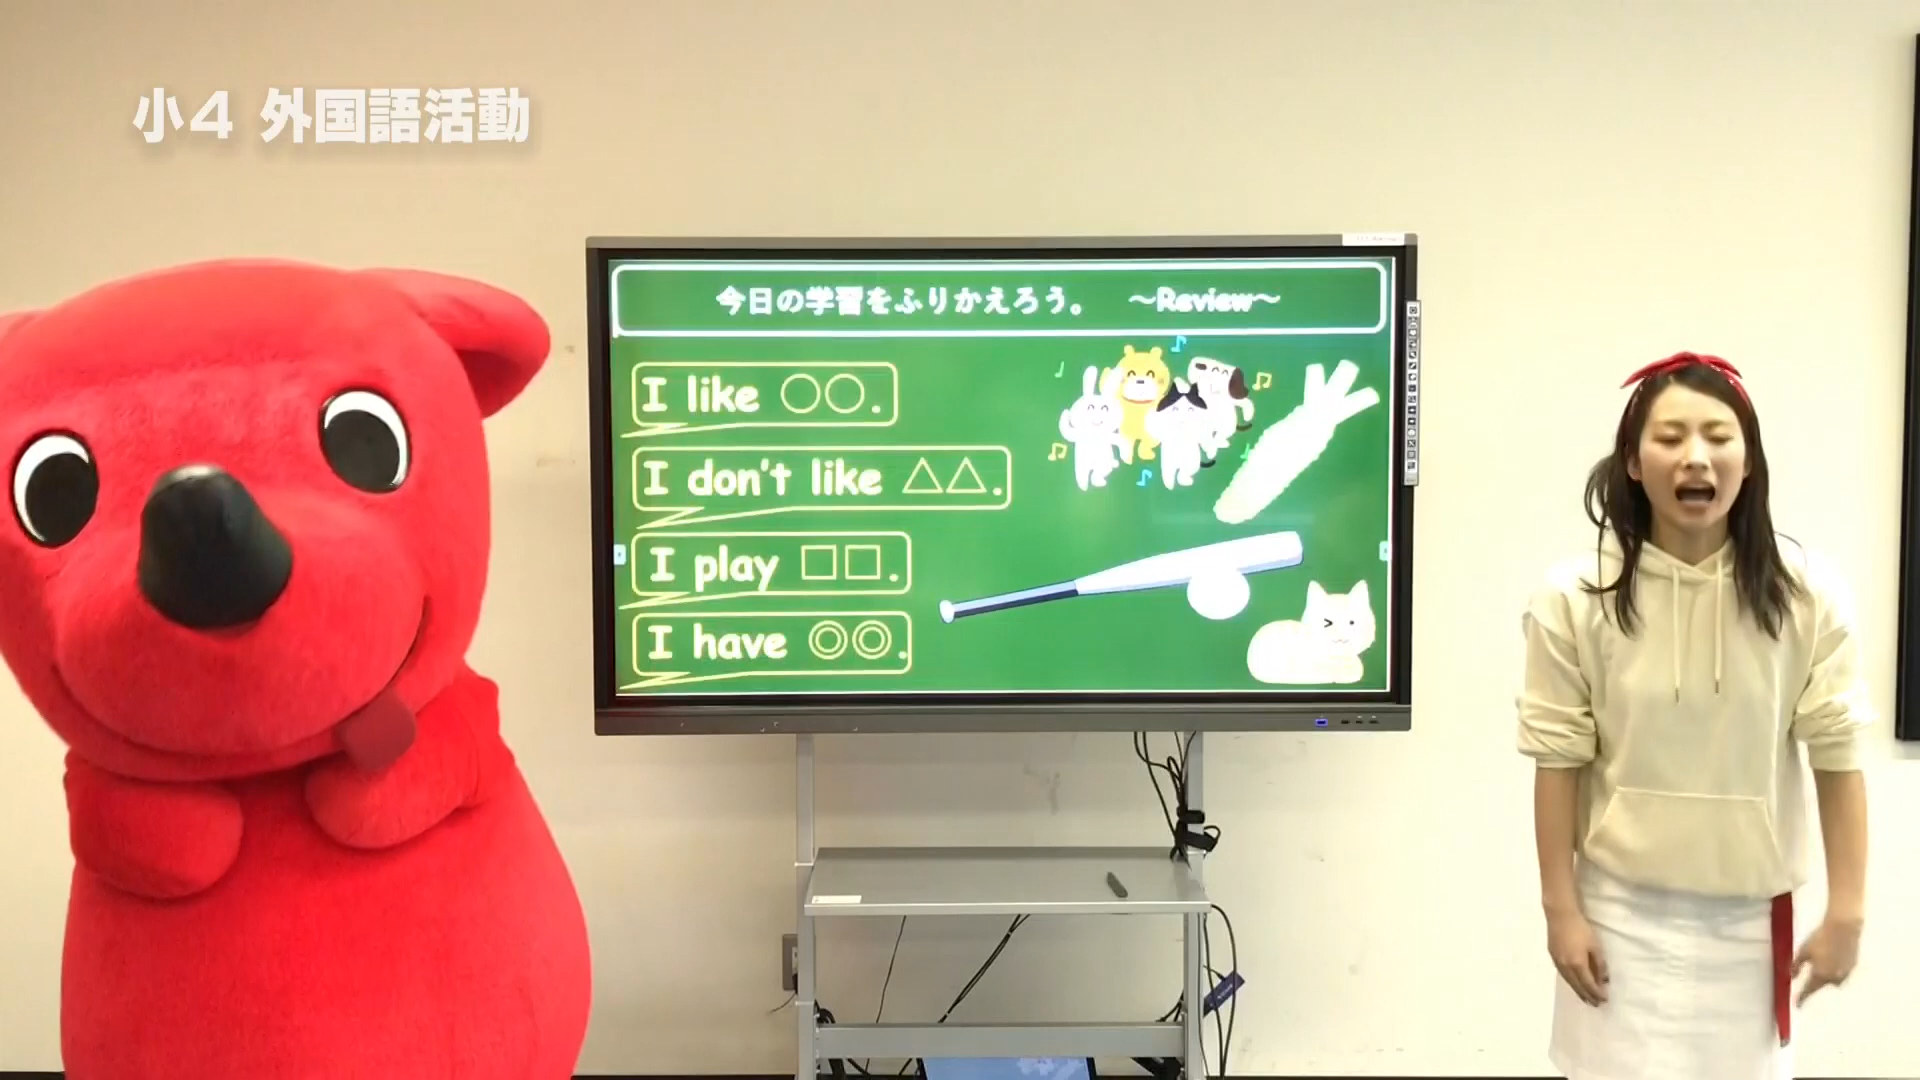 小4 外国語活動
今日の学習をふりかえろう。 ～Review～
I like ○○.
I don't like △△.
I play □□.
I have ◎◎.